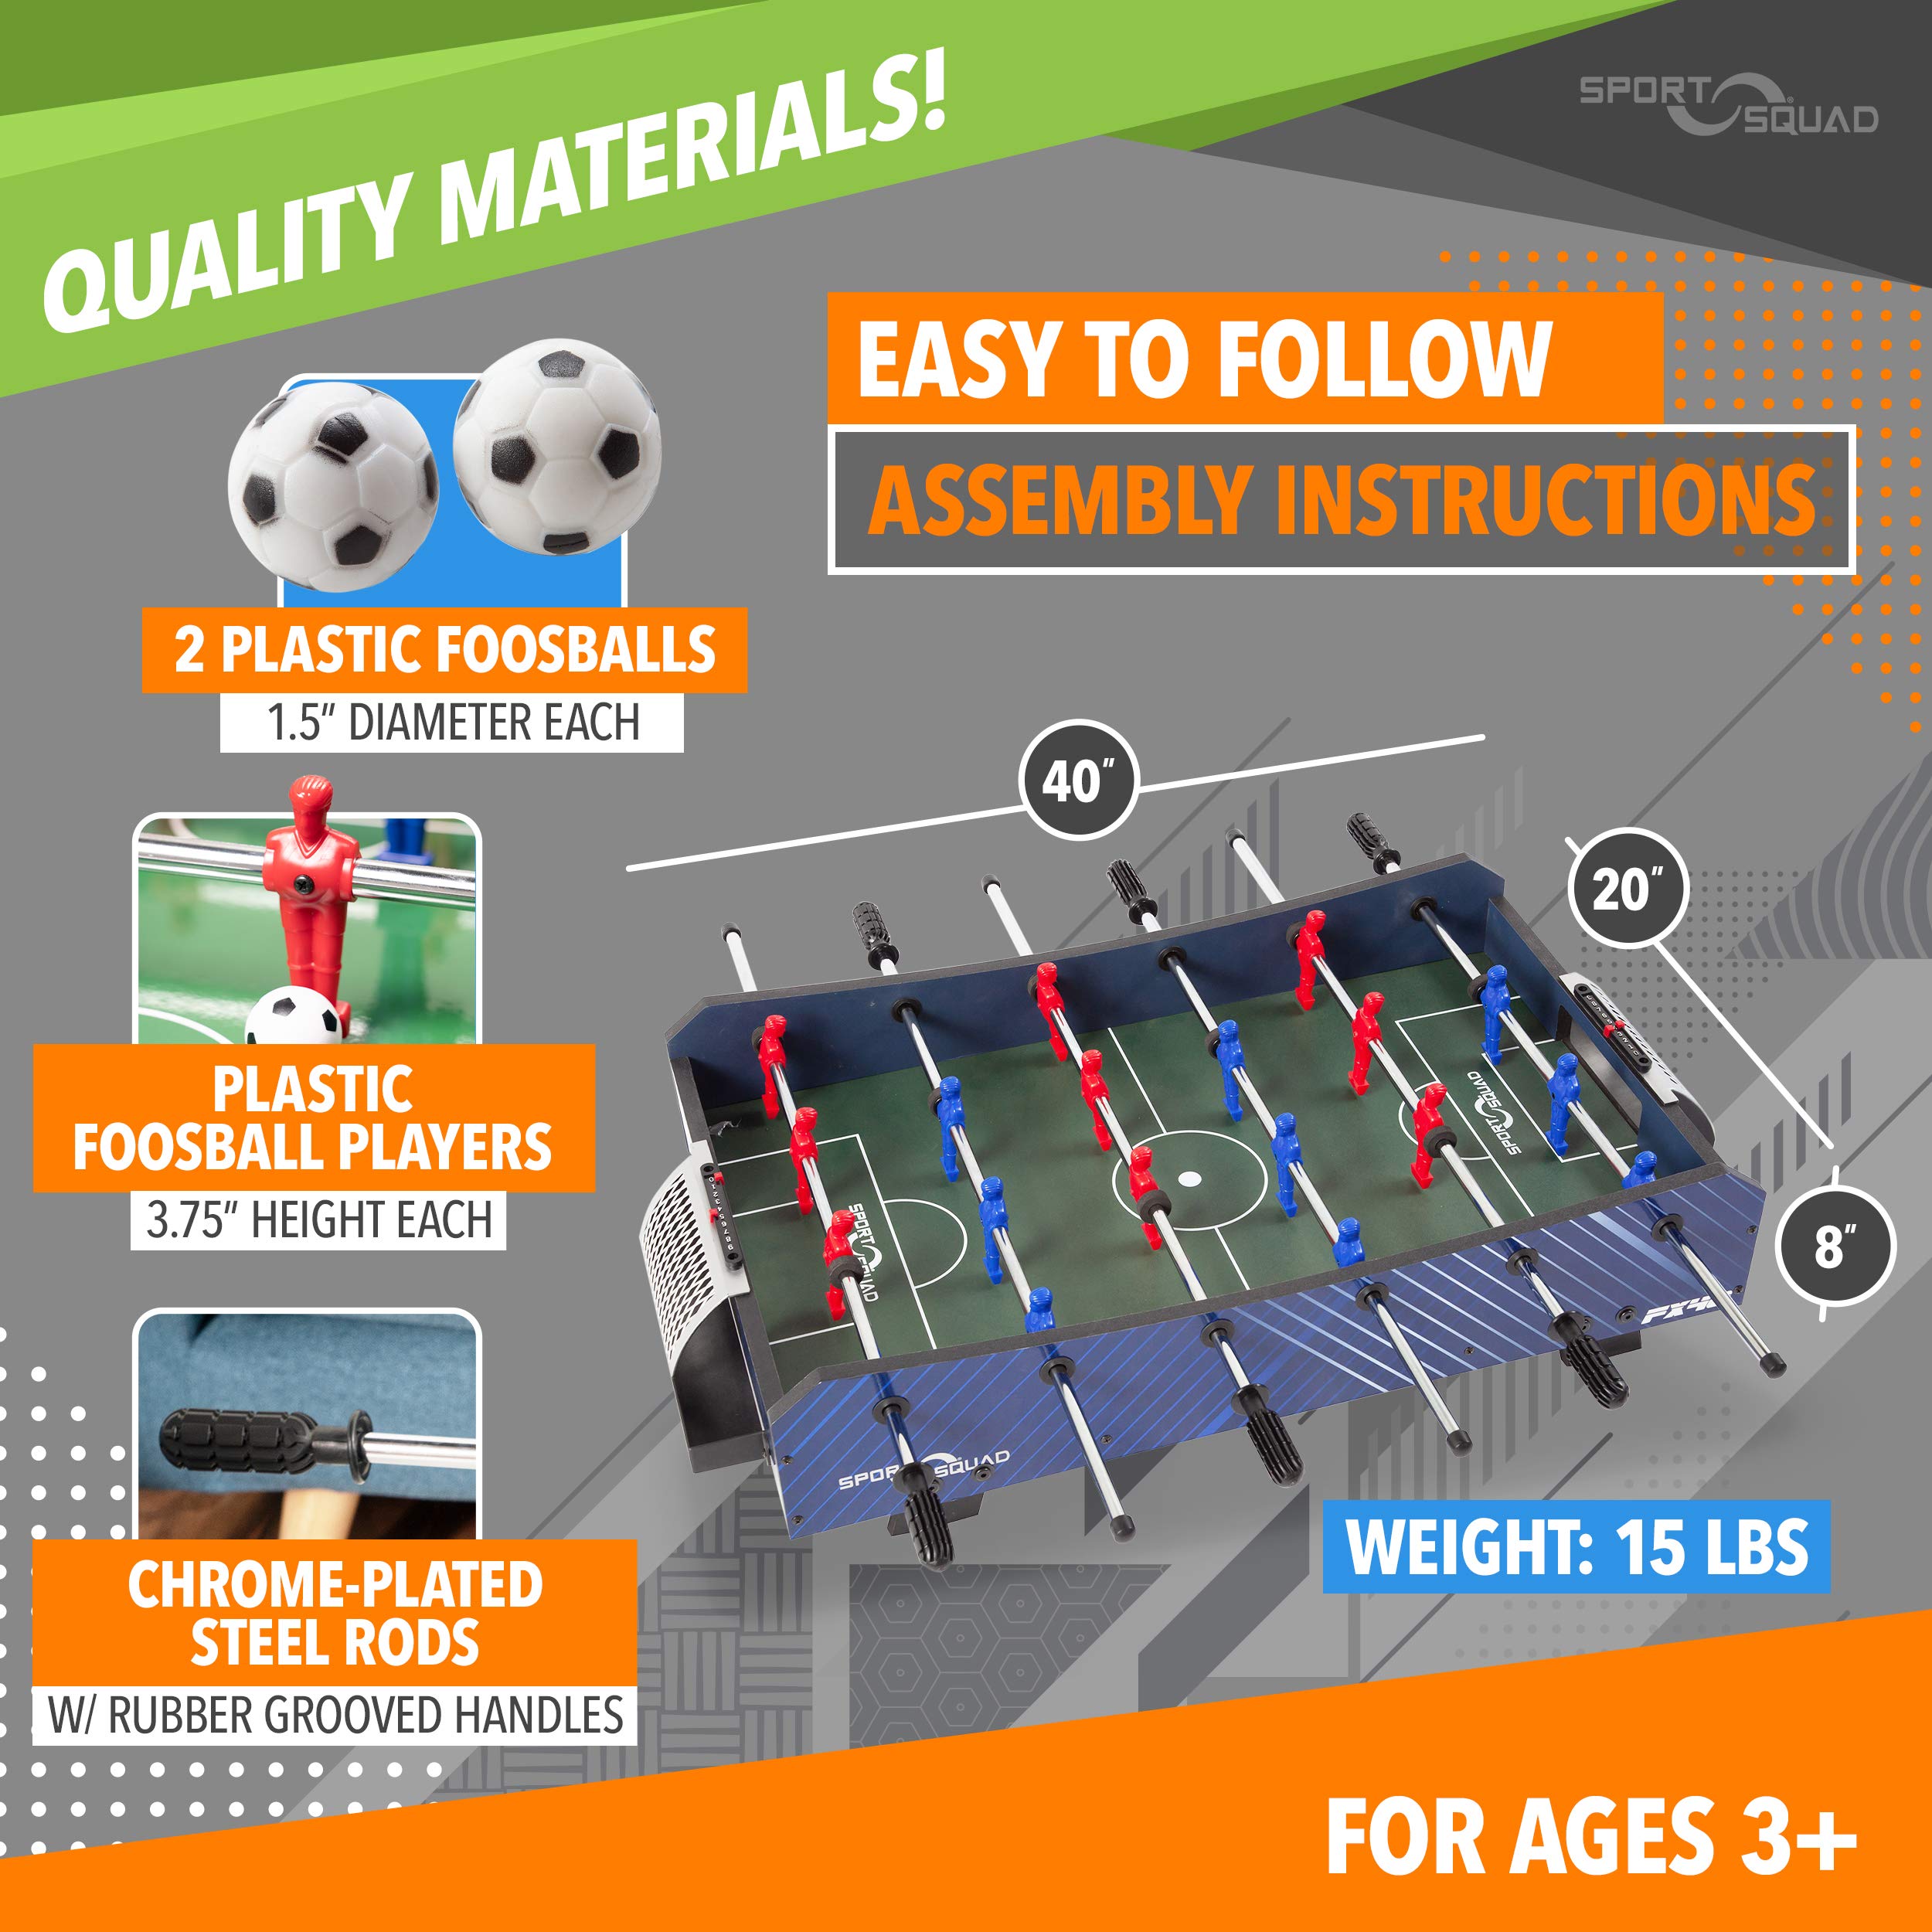 SPORT SQUAD
QUALITY MATERIALS!
EASY TO FOLLOW
ASSEMBLY INSTRUCTIONS
2 PLASTIC FOOSBALLS
1.5" DIAMETER EACH
40"
20"
8"
PLASTIC
FOOSBALL PLAYERS
3.75" HEIGHT EACH
SPORT SQUAD
SPORT SQUAD
SPORT SQUAD
CHROME-PLATED
STEEL RODS
W/ RUBBER GROOVED HANDLES
WEIGHT: 15 LBS
FOR AGES 3+